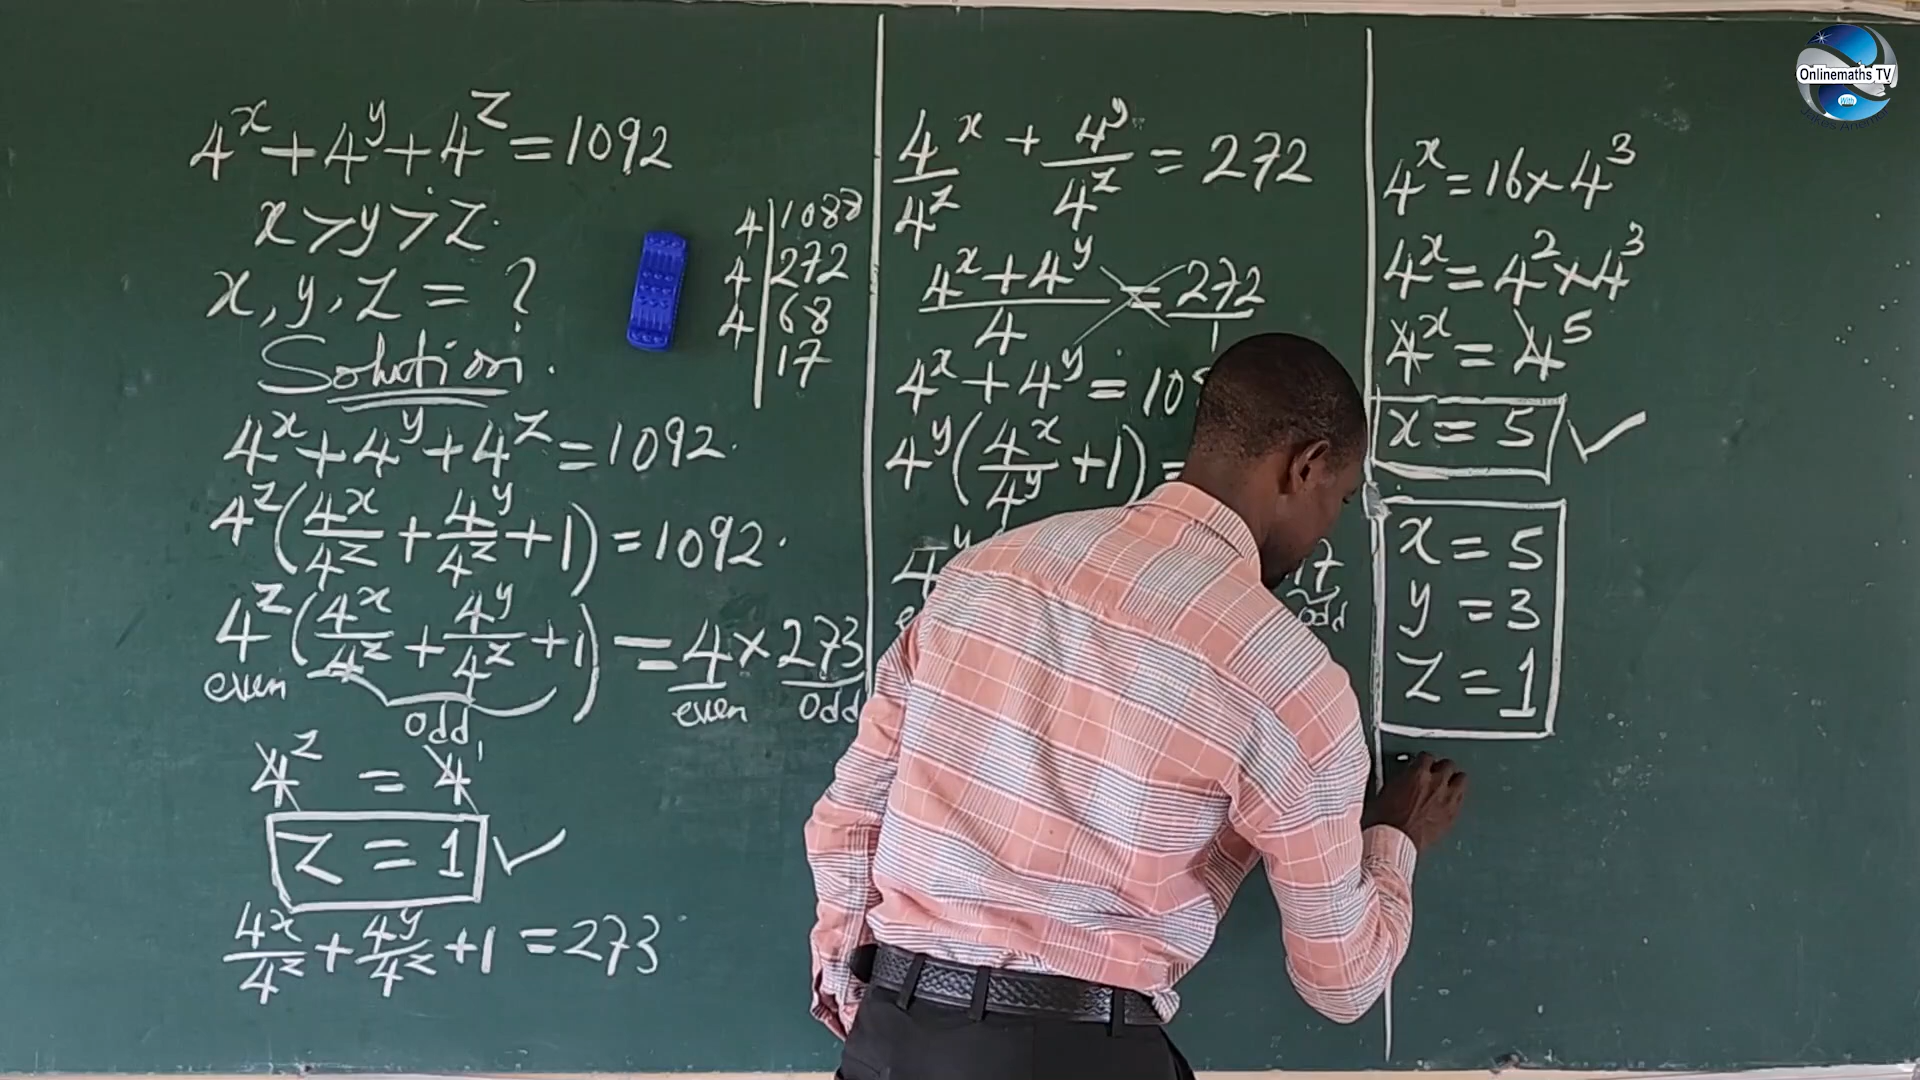 4^x + 4^y + 4^z = 1092
x > y > z.
x, y, z = ?
Solution.
4^x + 4^y + 4^z = 1092.
4^z(4^x/4^z + 4^y/4^z + 1) = 1092.
4^z(4^x/4^z + 4^y/4^z + 1) = 4 × 273
even odd even odd
4^z = 4^1
z = 1 ✓
4^x/4^z + 4^y/4^z + 1 = 273
4 | 1088
4 | 272
4 | 68
17
4^x/4^z + 4^y/4^z = 272
4^x + 4^y/4 = 272/1
4^x + 4^y = 10
4^y(4^x/4^y + 1) =
4^y 17
odd
4^x = 16 × 4^3
4^x = 4^2 × 4^3
4^x = 4^5
x = 5 ✓
x = 5
y = 3
z = 1
Onlinemaths TV
with